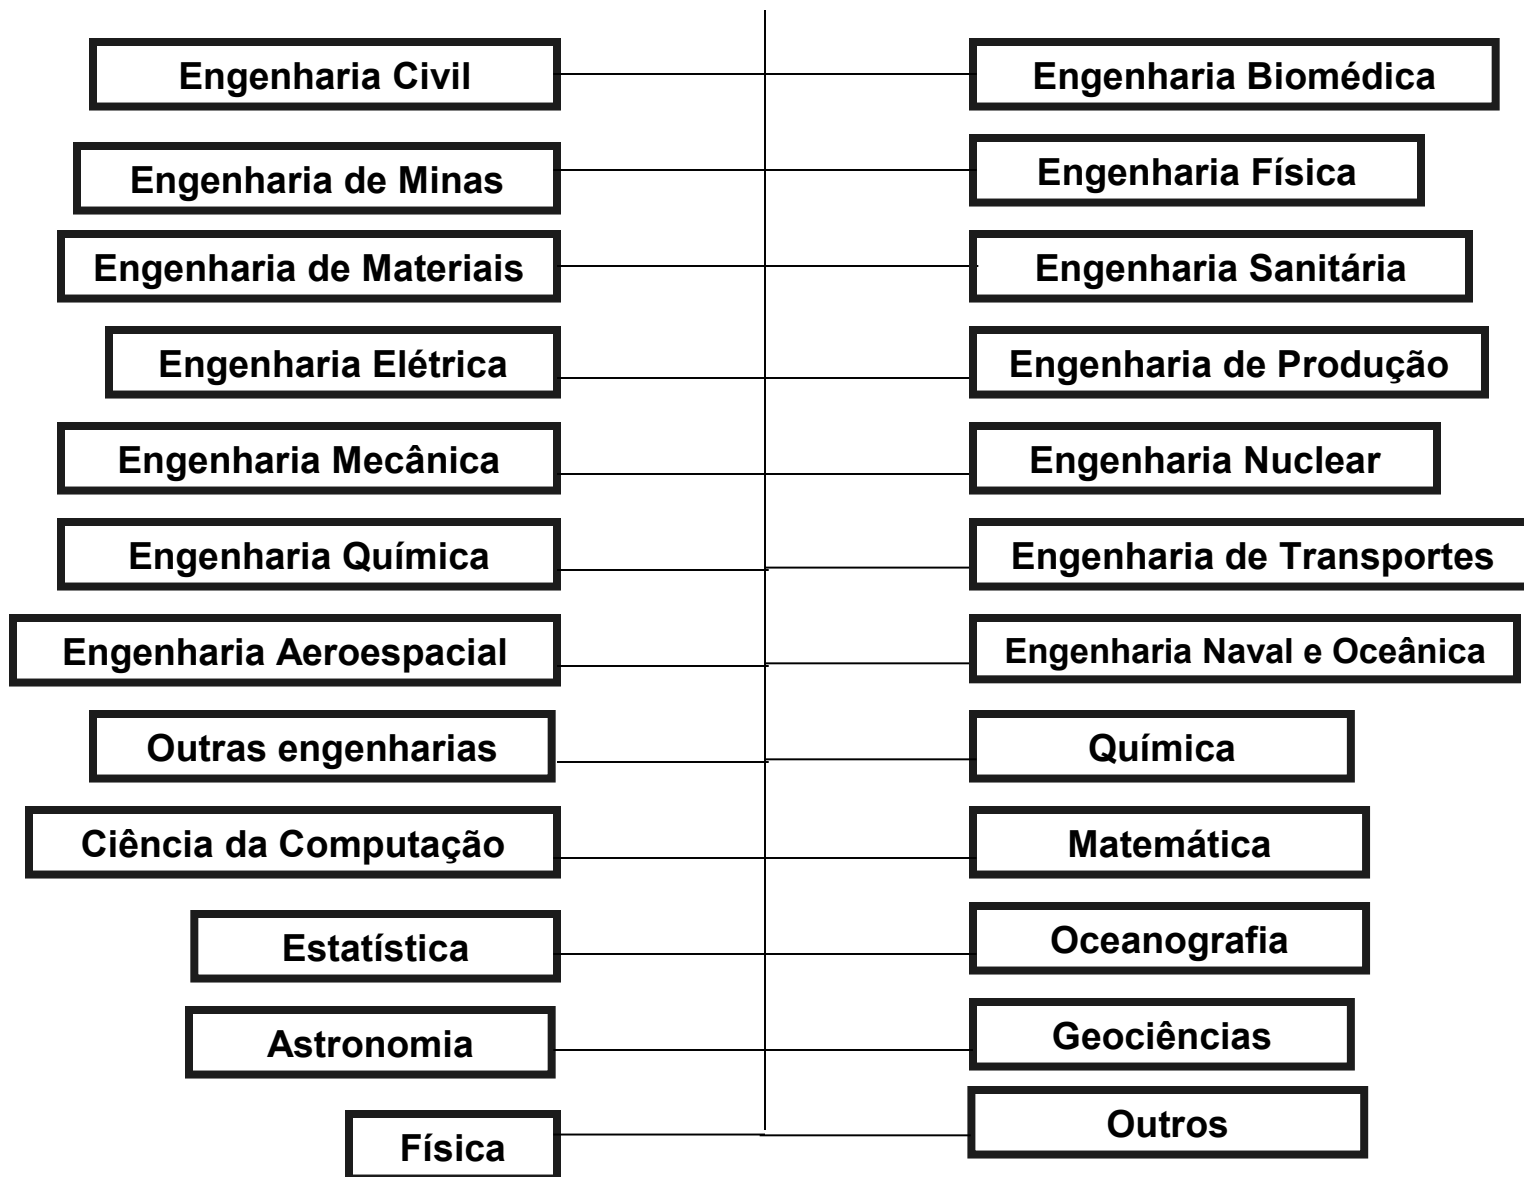 Engenharia Civil
Engenharia Biomédica
Engenharia de Minas
Engenharia Física
Engenharia de Materiais
Engenharia Sanitária
Engenharia Elétrica
Engenharia de Produção
Engenharia Mecânica
Engenharia Nuclear
Engenharia Química
Engenharia de Transportes
Engenharia Aeroespacial
Engenharia Naval e Oceânica
Outras engenharias
Química
Ciência da Computação
Matemática
Estatística
Oceanografia
Astronomia
Geociências
Física
Outros